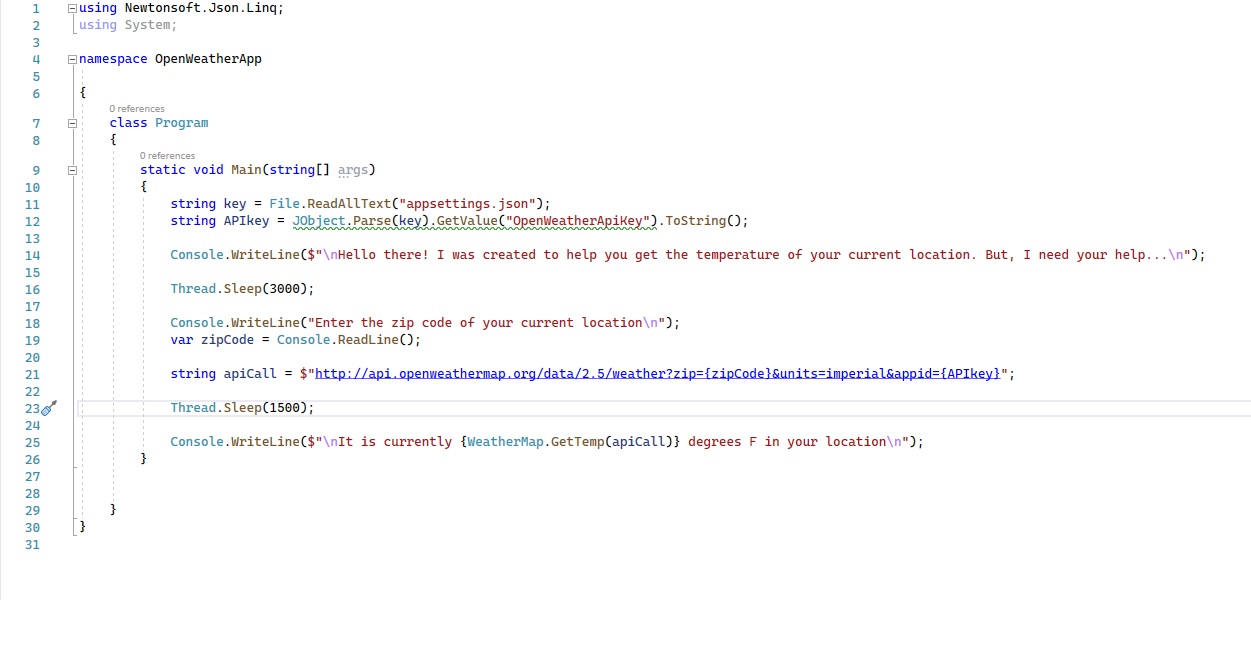 1 using Newtonsoft.Json.Linq;
2 using System;
3
4 namespace OpenWeatherApp
5
6 {
0 references
7 class Program
8 {
0 references
9 static void Main(string[] args)
10 {
11 string key = File.ReadAllText("appsettings.json");
12 string APIkey = JObject.Parse(key).GetValue("OpenWeatherApiKey").ToString();
13
14 Console.WriteLine($"\nHello there! I was created to help you get the temperature of your current location. But, I need your help...\n");
15
16 Thread.Sleep(3000);
17
18 Console.WriteLine("Enter the zip code of your current location\n");
19 var zipCode = Console.ReadLine();
20
21 string apiCall = $"http://api.openweathermap.org/data/2.5/weather?zip={zipCode}&units=imperial&appid={APIkey}";
22
23 Thread.Sleep(1500);
24
25 Console.WriteLine($"\nIt is currently {WeatherMap.GetTemp(apiCall)} degrees F in your location\n");
26 }
27
28
29 }
30 }
31